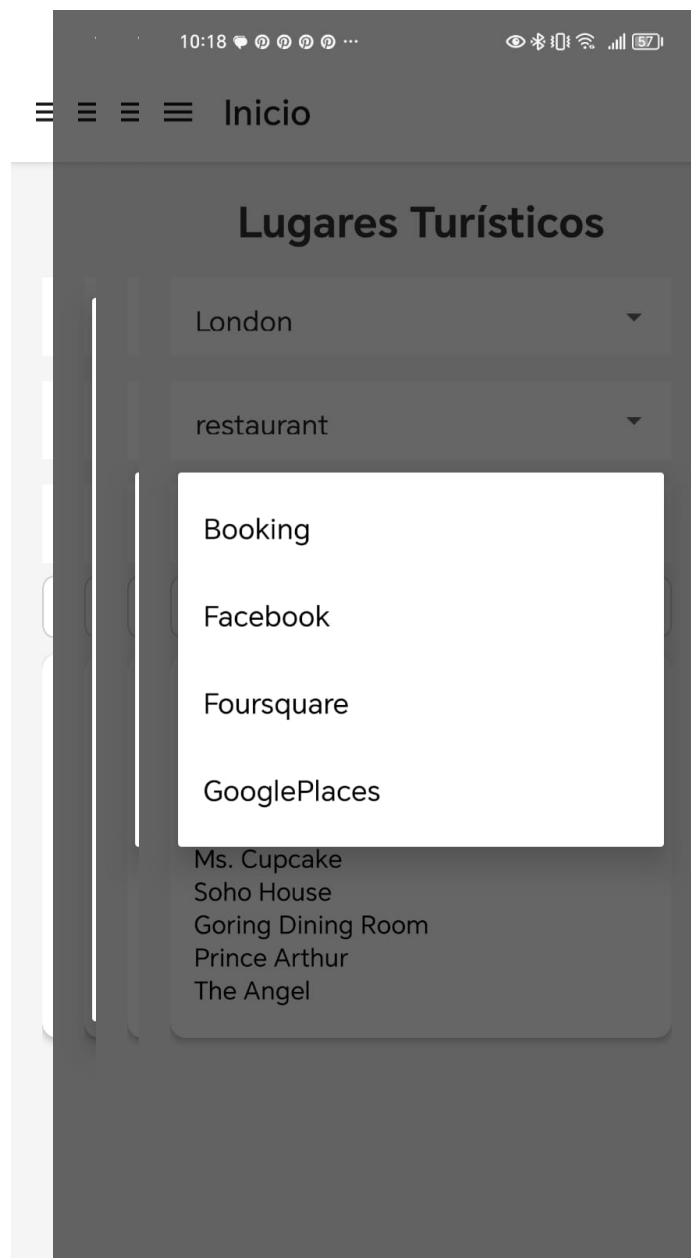 10:18
57
Inicio
Lugares Turísticos
London
restaurant
Booking
Facebook
Foursquare
GooglePlaces
Ms. Cupcake
Soho House
Goring Dining Room
Prince Arthur
The Angel